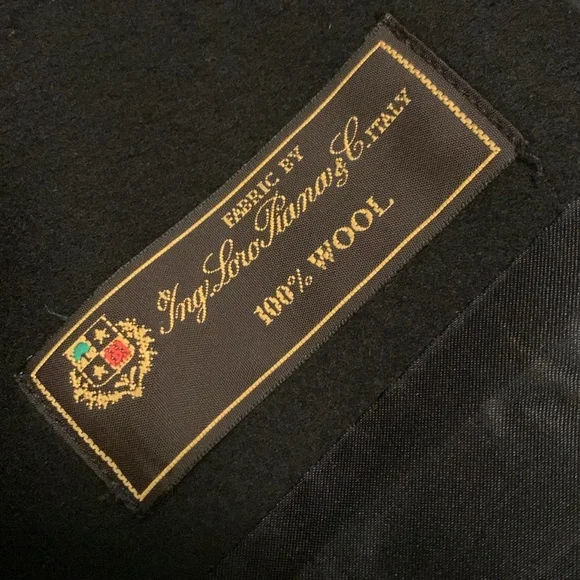 FABRIC BY
Ing. Loro Piana & C. ITALY
100% WOOL